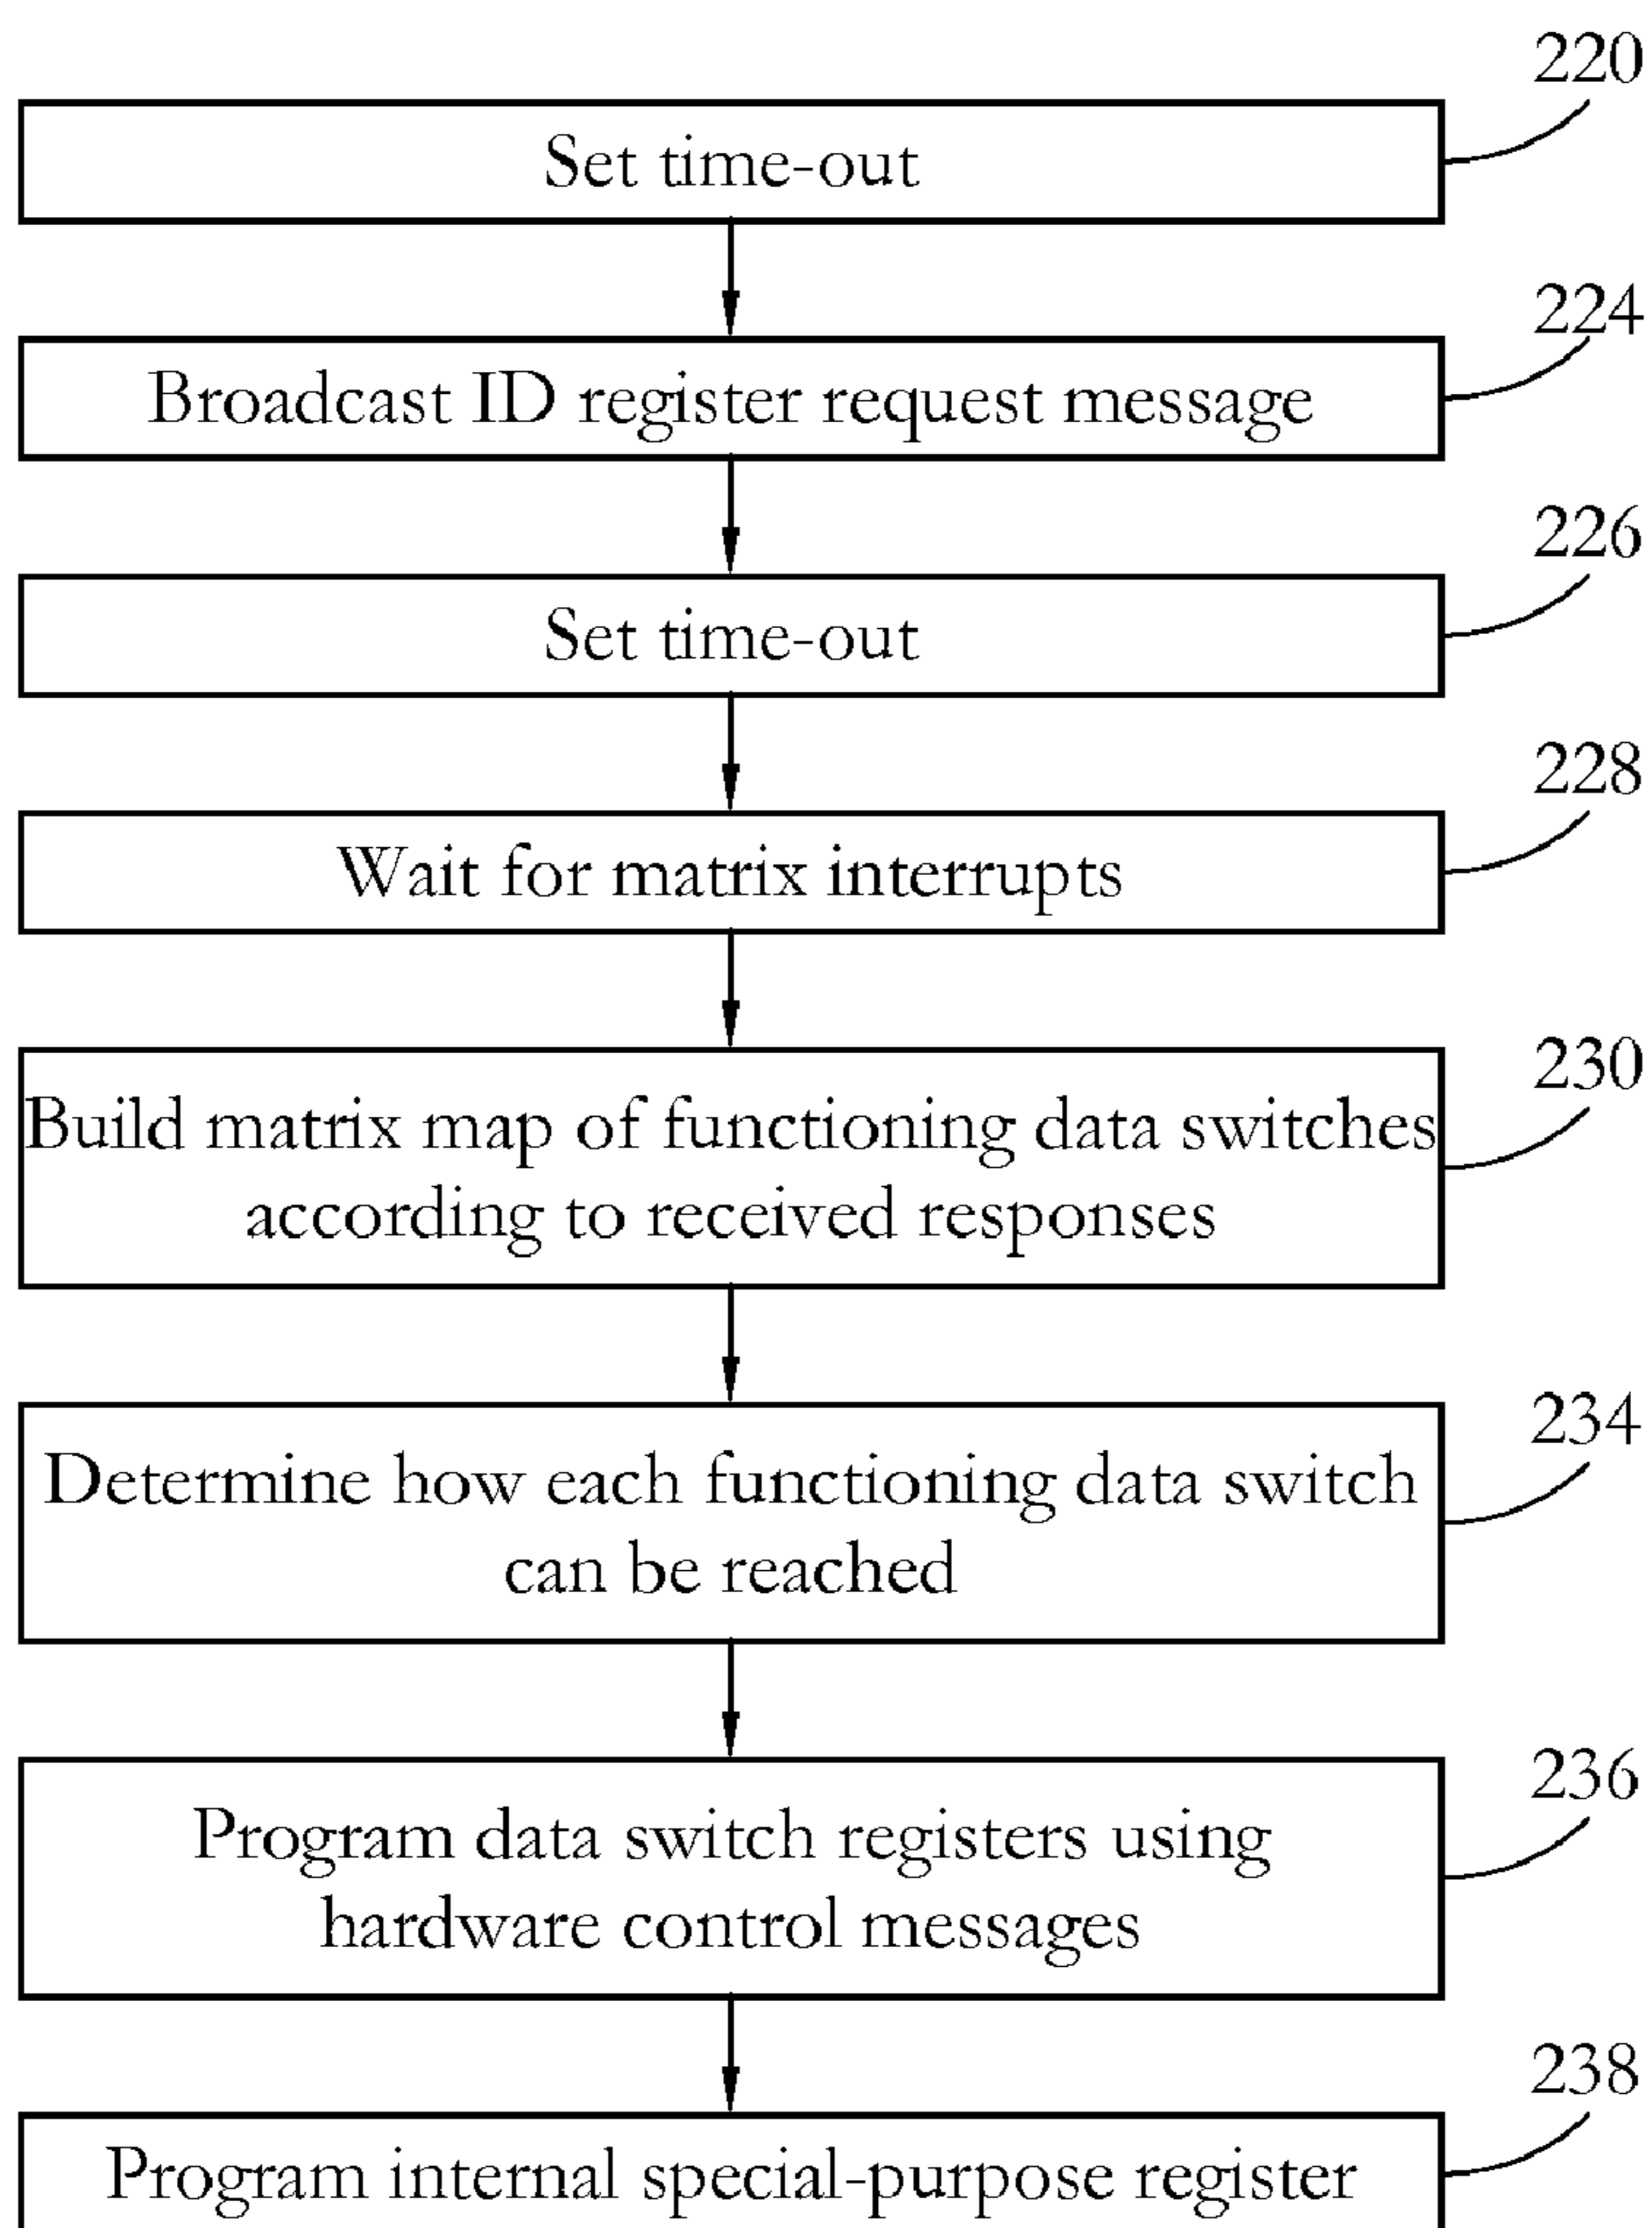 220
Set time-out
224
Broadcast ID register request message
226
Set time-out
228
Wait for matrix interrupts
230
Build matrix map of functioning data switches
according to received responses
234
Determine how each functioning data switch
can be reached
236
Program data switch registers using
hardware control messages
238
Program internal special-purpose register